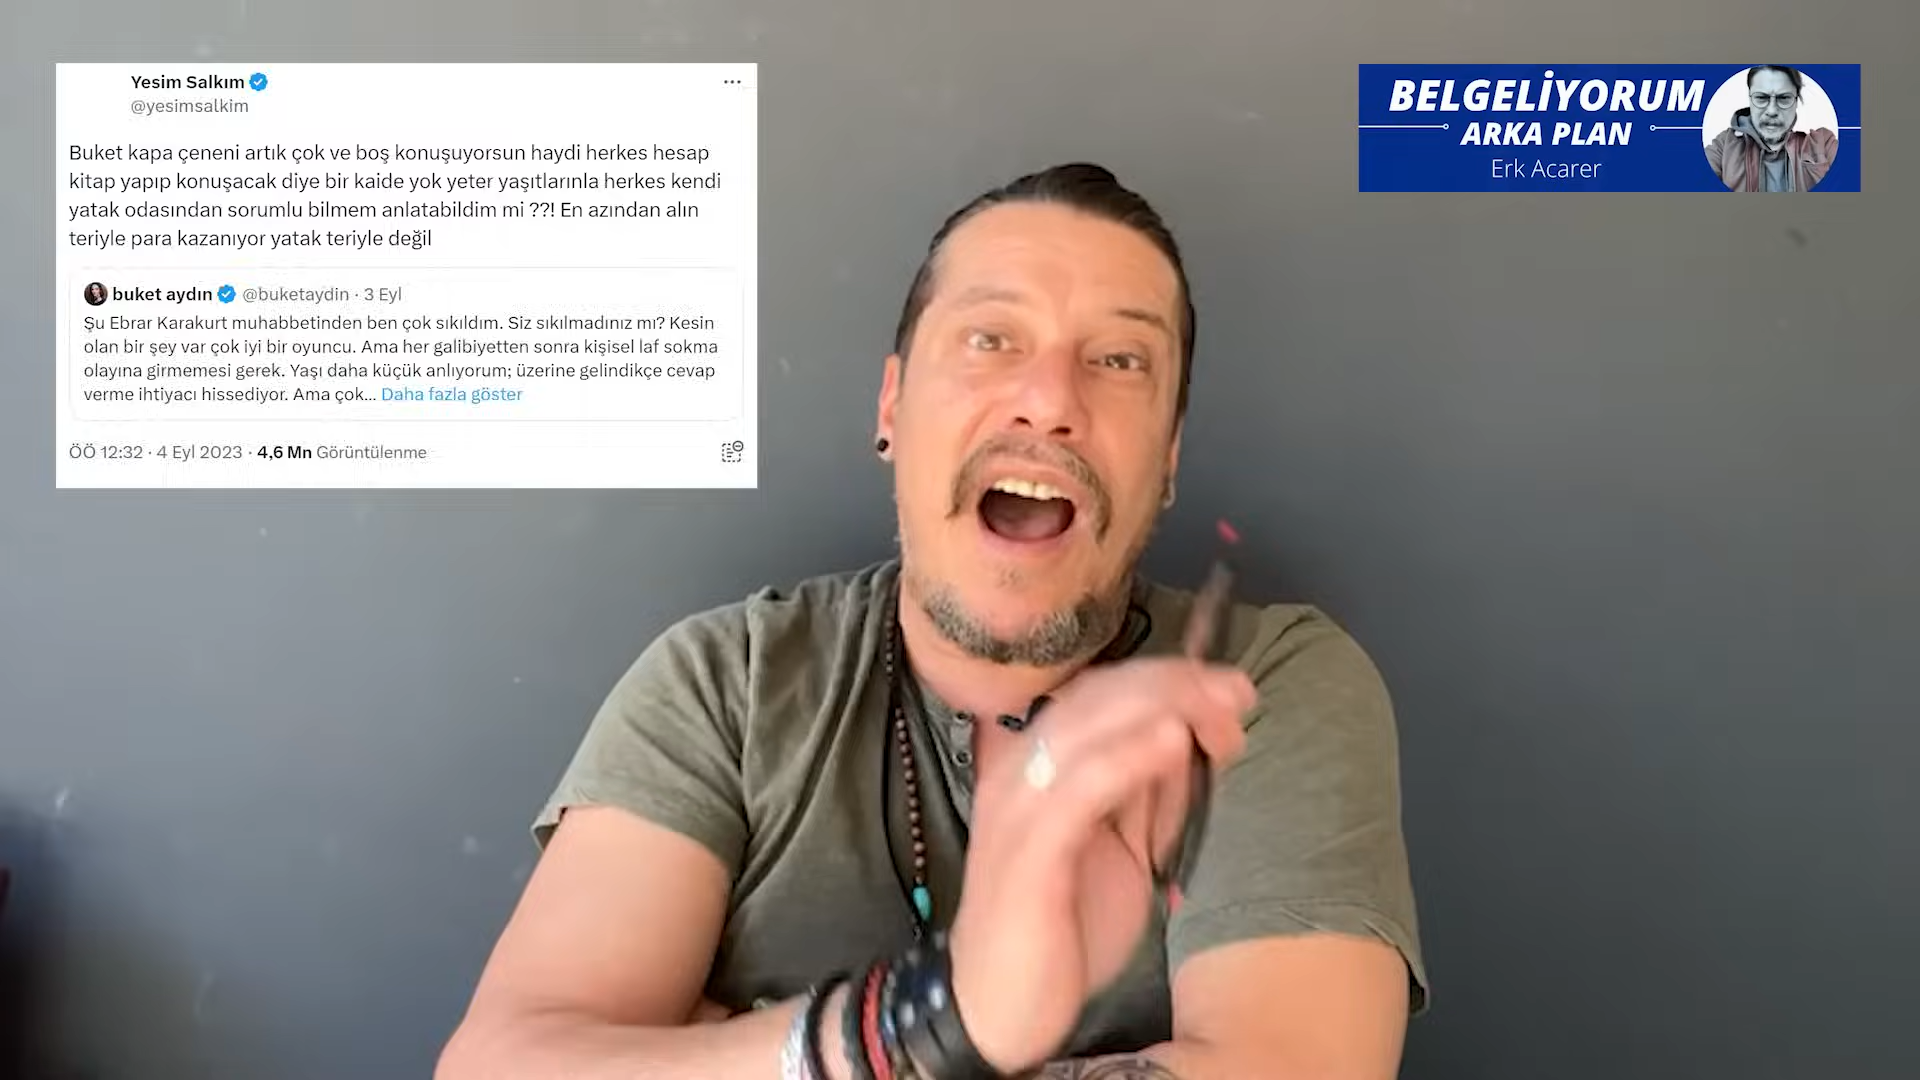 Yesim Salkım
@yesimsalkim
Buket kapa çeneni artık çok ve boş konuşuyorsun haydi herkes hesap
kitap yapıp konuşacak diye bir kaide yok yeter yaşıtlarınla herkes kendi
yatak odasından sorumlu bilmem anlatabildim mi ??! En azından alın
teriyle para kazanıyor yatak teriyle değil
buket aydın @buketaydin · 3 Eyl
Şu Ebrar Karakurt muhabbetinden ben çok sıkıldım. Siz sıkılmadınız mı? Kesin
olan bir şey var çok iyi bir oyuncu. Ama her galibiyetten sonra kişisel laf sokma
olayına girmemesi gerek. Yaşı daha küçük anlıyorum; üzerine gelindikçe cevap
verme ihtiyacı hissediyor. Ama çok... Daha fazla göster
ÖÖ 12:32 · 4 Eyl 2023 · 4,6 Mn Görüntülenme
BELGELİYORUM
ARKA PLAN
Erk Acarer